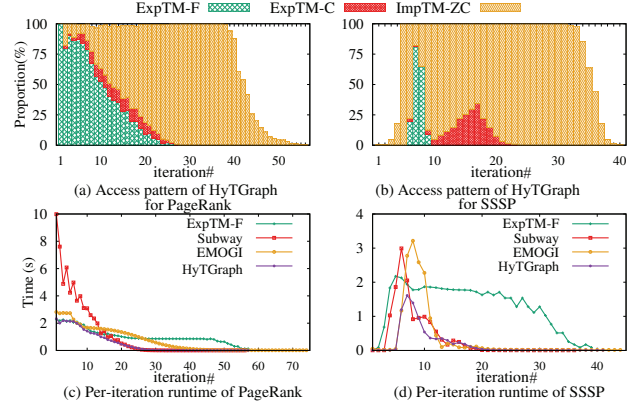 ExpTM-F ExpTM-C ImpTM-ZC
Proportion(%)
100
75
50
25
0
1 10 20 30 40 50
iteration#
(a) Access pattern of HyTGraph
for PageRank
100
75
50
25
0
1 10 20 30 40
iteration#
(b) Access pattern of HyTGraph
for SSSP
Time (s)
10
8
6
4
2
0
ExpTM-F
Subway
EMOGI
HyTGraph
10 20 30 40 50 60 70
iteration#
(c) Per-iteration runtime of PageRank
4
3
2
1
0
ExpTM-F
Subway
EMOGI
HyTGraph
10 20 30 40
iteration#
(d) Per-iteration runtime of SSSP